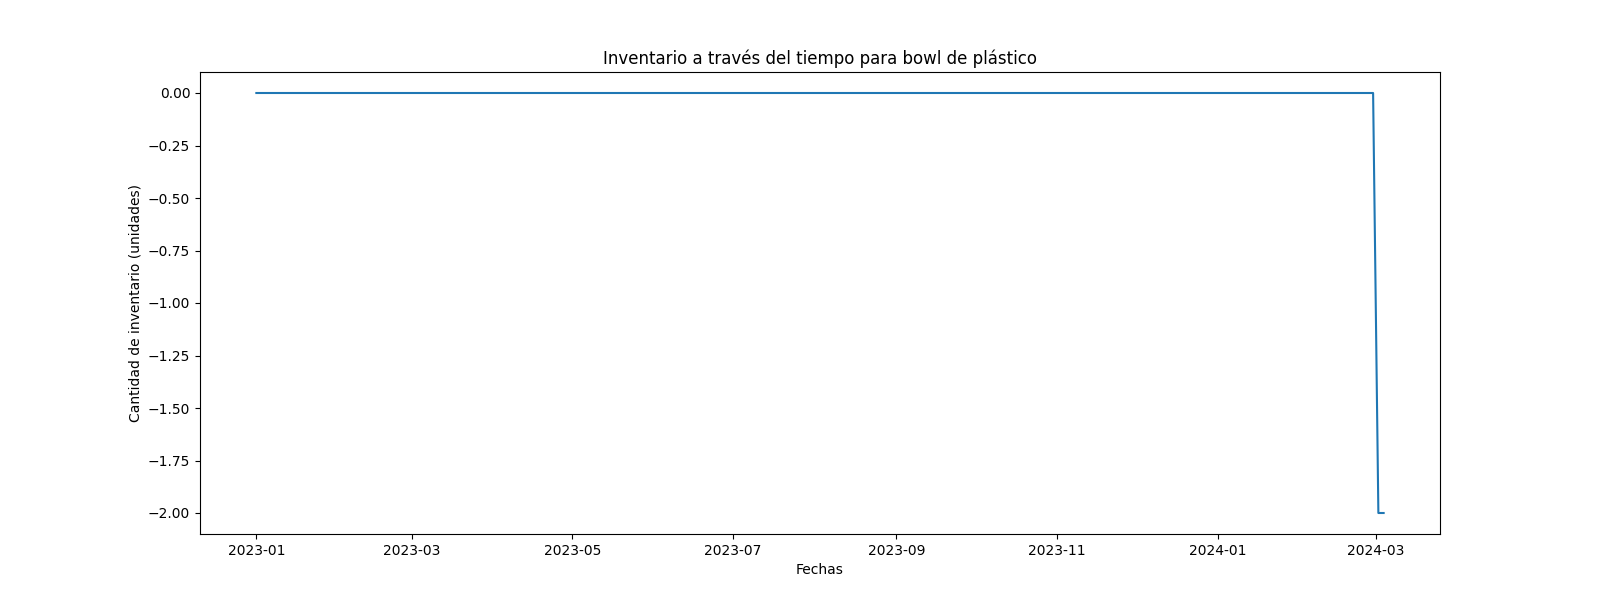 Inventario a través del tiempo para bowl de plástico
Cantidad de inventario (unidades)
0.00
−0.25
−0.50
−0.75
−1.00
−1.25
−1.50
−1.75
−2.00
2023-01 2023-03 2023-05 2023-07 2023-09 2023-11 2024-01 2024-03
Fechas